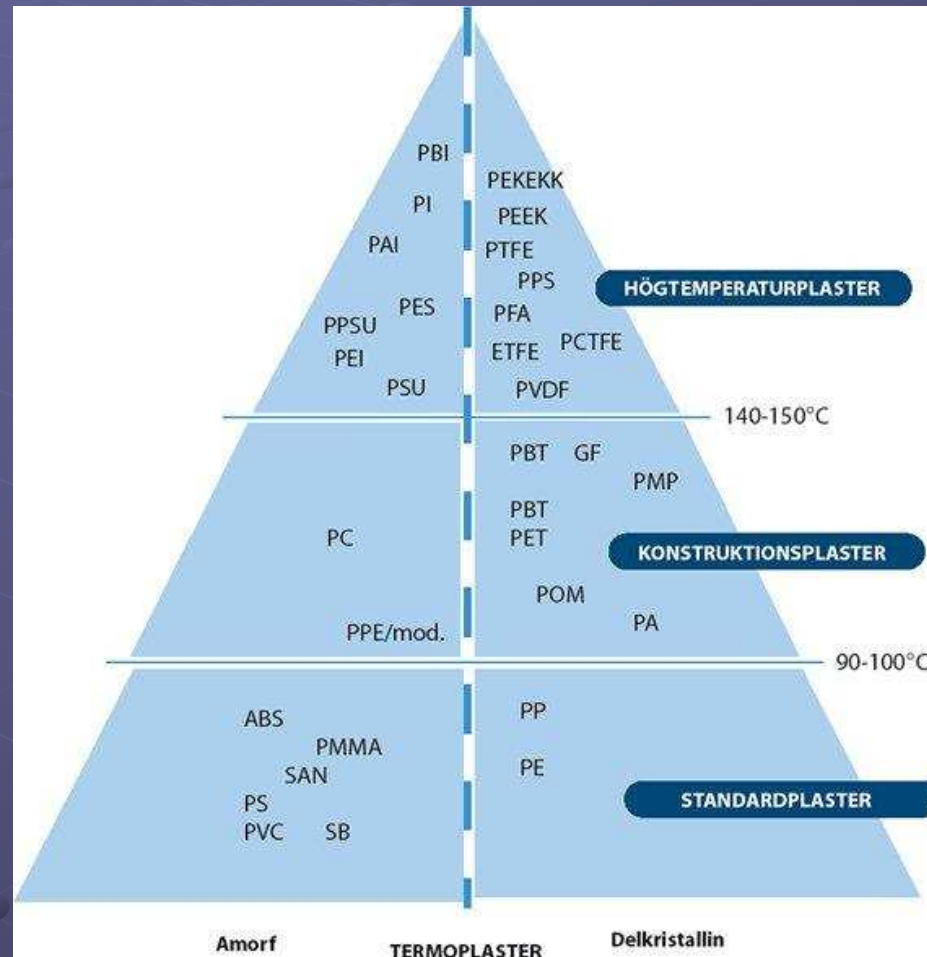 PBI
PEKEKK
PI
PEEK
PAI
PTFE
PPS
HÖGTEMPERATURPLASTER
PES
PFA
PPSU
PCTFE
PEI
ETFE
PSU
PVDF
140-150°C
PBT GF
PMP
PBT
PC
PET
KONSTRUKTIONSPLASTER
POM
PPE/mod.
PA
90-100°C
ABS
PP
PMMA
SAN
PE
PS
STANDARDPLASTER
PVC SB
Amorf
TERMOPLASTER
Delkristallin